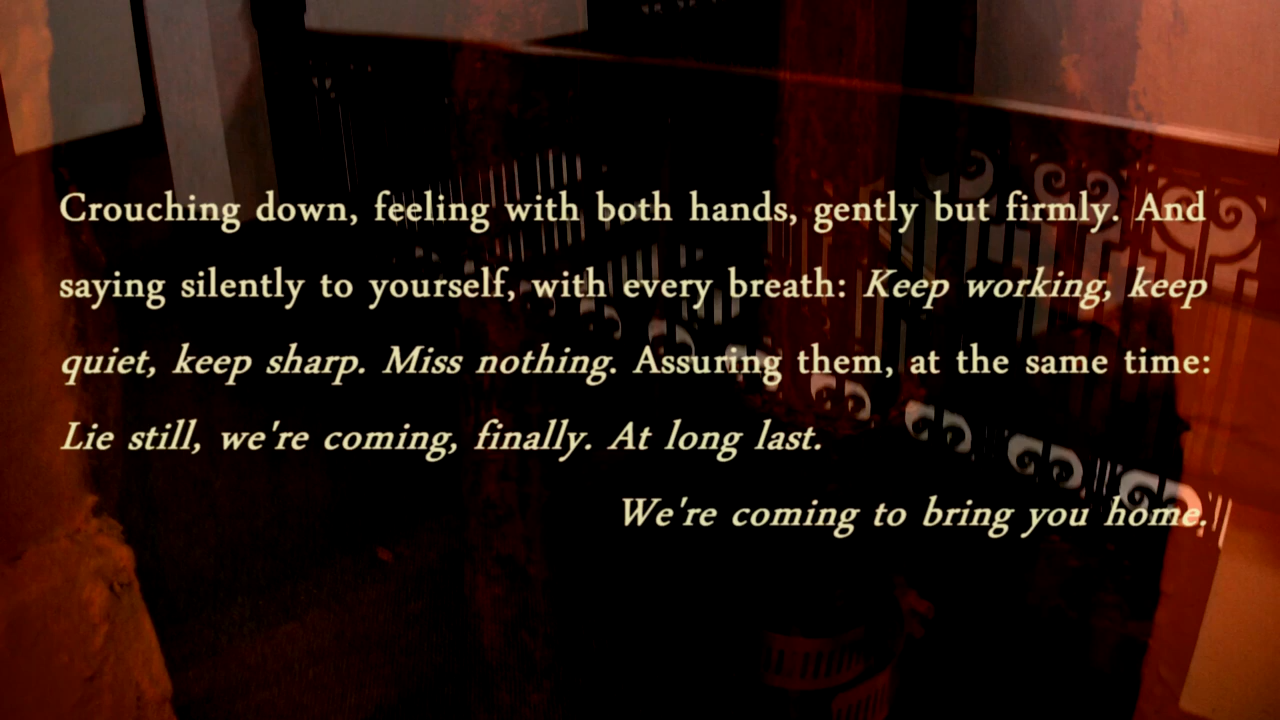 Crouching down, feeling with both hands, gently but firmly. And
saying silently to yourself, with every breath: Keep working, keep
quiet, keep sharp. Miss nothing. Assuring them, at the same time:
Lie still, we're coming, finally. At long last.
We're coming to bring you home.